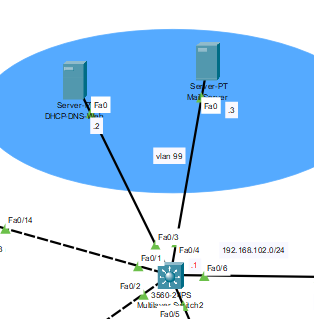 Server-PT
Mail Server
Fa0
.3
Server-PT
Fa0
DHCP-DNS-Web
.2
vlan 99
Fa0/14
Fa0/3
Fa0/4
192.168.102.0/24
Fa0/1
.1
Fa0/6
Fa0/2
3560-24PS
Multilayer Switch2
Fa0/5